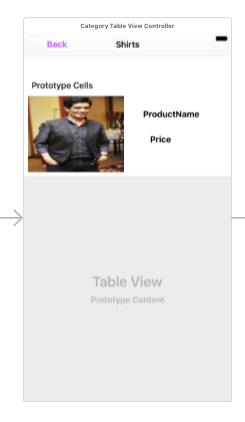 Category Table View Controller
Back Shirts
Prototype Cells
ProductName
Price
Table View
Prototype Content